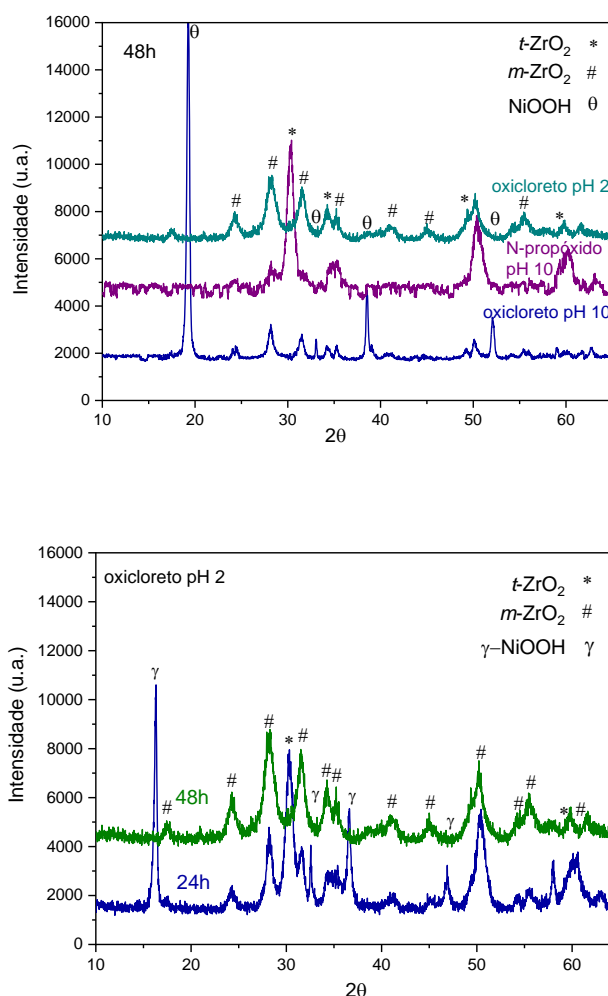 16000
14000
12000
10000
8000
6000
4000
2000
0
10 20 30 40 50 60
2θ
Intensidade (u.a.)
48h
t-ZrO2 *
m-ZrO2 #
NiOOH θ
θ
# # * # θ * # θ # # * θ # *
oxicloreto pH 2
N-propóxido
pH 10
oxicloreto pH 10
16000
14000
12000
10000
8000
6000
4000
2000
0
10 20 30 40 50 60
2θ
Intensidade (u.a.)
oxicloreto pH 2
t-ZrO2 *
m-ZrO2 #
γ−NiOOH γ
γ # # # * # γ # # γ # # γ # # # * #
48h
24h